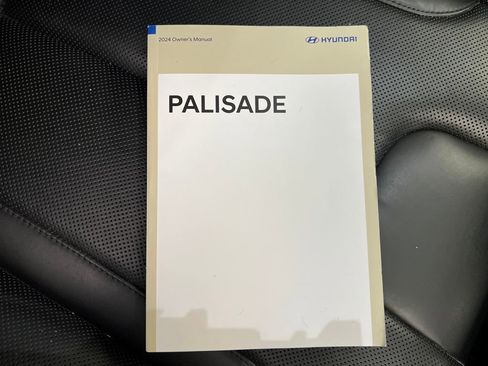 2024 Owner's Manual HYUNDAI
PALISADE